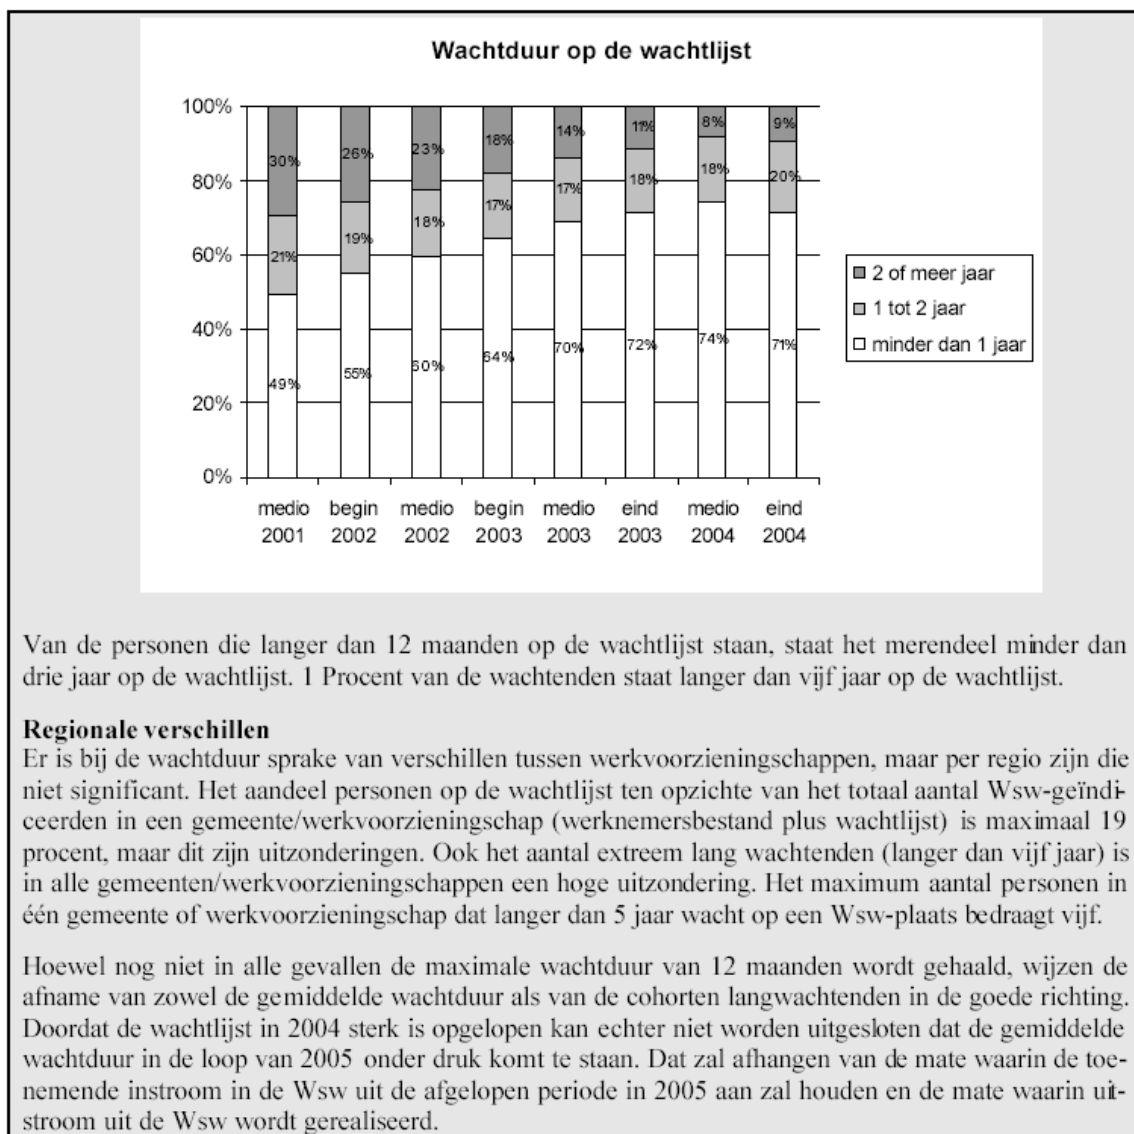 Wachtduur op de wachtlijst
100%
80%
60%
40%
20%
0%
30%
26%
23%
18%
14%
11%
8%
9%
21%
19%
18%
17%
17%
18%
18%
20%
49%
55%
60%
64%
70%
72%
74%
71%
medio begin medio begin medio eind medio eind
2001 2002 2002 2003 2003 2003 2004 2004
2 of meer jaar
1 tot 2 jaar
minder dan 1 jaar
Van de personen die langer dan 12 maanden op de wachtlijst staan, staat het merendeel minder dan
drie jaar op de wachtlijst. 1 Procent van de wachtenden staat langer dan vijf jaar op de wachtlijst.
Regionale verschillen
Er is bij de wachtduur sprake van verschillen tussen werkvoorzieningschappen, maar per regio zijn die
niet significant. Het aandeel personen op de wachtlijst ten opzichte van het totaal aantal Wsw-geïndi-
ceerden in een gemeente/werkvoorzieningschap (werknemersbestand plus wachtlijst) is maximaal 19
procent, maar dit zijn uitzonderingen. Ook het aantal extreem lang wachtenden (langer dan vijf jaar) is
in alle gemeenten/werkvoorzieningschappen een hoge uitzondering. Het maximum aantal personen in
één gemeente of werkvoorzieningschap dat langer dan 5 jaar wacht op een Wsw-plaats bedraagt vijf.
Hoewel nog niet in alle gevallen de maximale wachtduur van 12 maanden wordt gehaald, wijzen de
afname van zowel de gemiddelde wachtduur als van de cohorten langwachtenden in de goede richting.
Doordat de wachtlijst in 2004 sterk is opgelopen kan echter niet worden uitgesloten dat de gemiddelde
wachtduur in de loop van 2005 onder druk komt te staan. Dat zal afhangen van de mate waarin de toe-
nemende instroom in de Wsw uit de afgelopen periode in 2005 aan zal houden en de mate waarin uit-
stroom uit de Wsw wordt gerealiseerd.